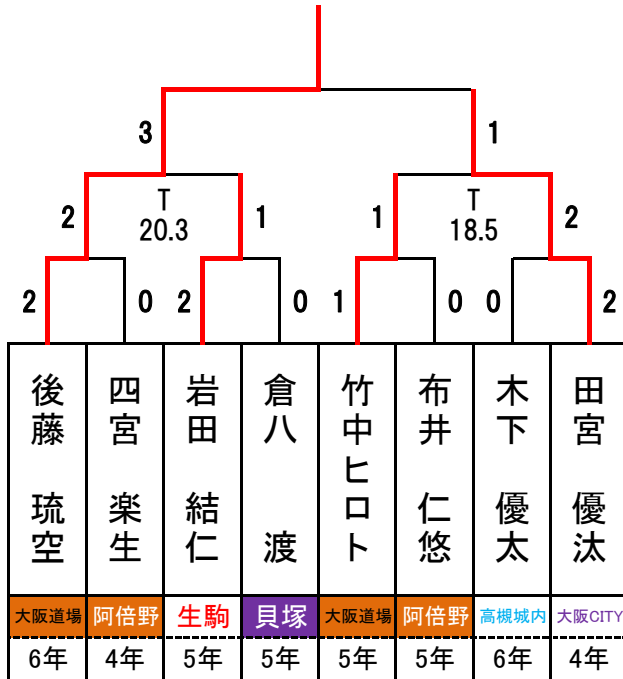 3
1
2
T
20.3
1
1
T
18.5
2
2
0
2
0
1
0
0
2
後藤 琉空
四宮 楽生
岩田 結仁
倉八 渡
竹中ヒロト
布井 仁悠
木下 優太
田宮 優汰
大阪道場
阿倍野
生駒
貝塚
大阪道場
阿倍野
高槻城内
大阪CITY
6年
4年
5年
5年
5年
5年
6年
4年